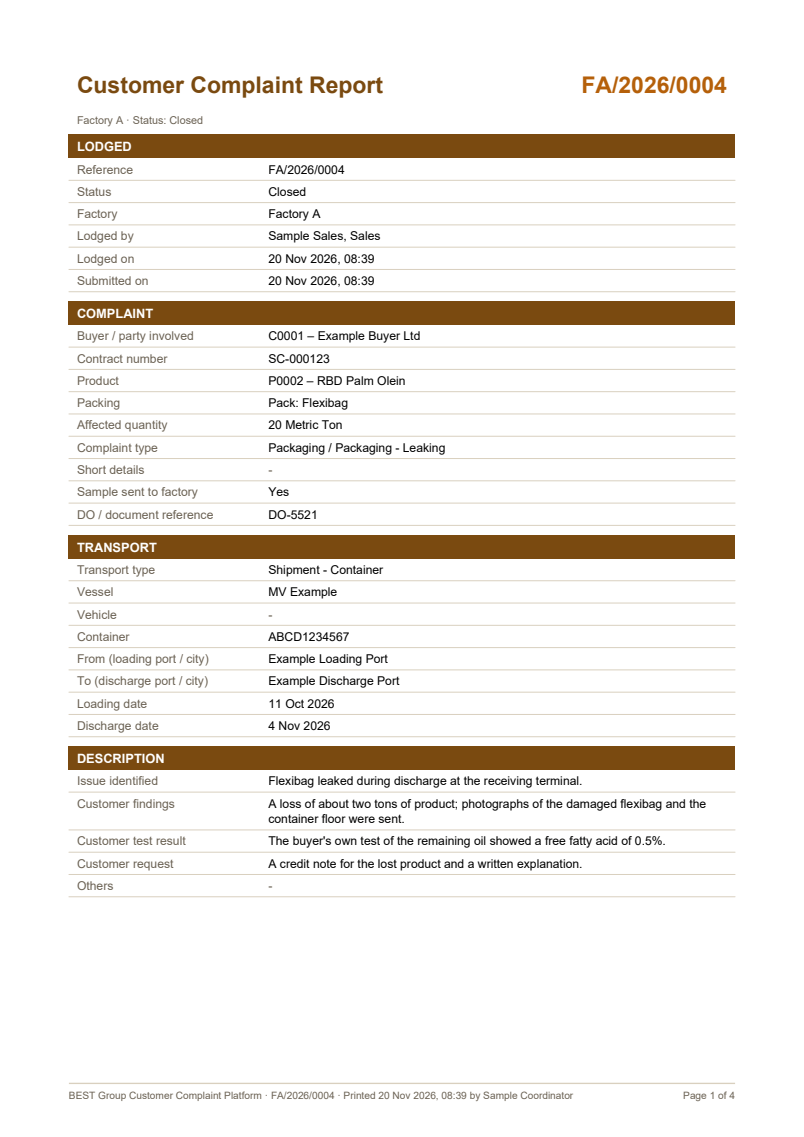 Customer Complaint Report FA/2026/0004
Factory A · Status: Closed
LODGED
Reference FA/2026/0004
Status Closed
Factory Factory A
Lodged by Sample Sales, Sales
Lodged on 20 Nov 2026, 08:39
Submitted on 20 Nov 2026, 08:39
COMPLAINT
Buyer / party involved C0001 – Example Buyer Ltd
Contract number SC-000123
Product P0002 – RBD Palm Olein
Packing Pack: Flexibag
Affected quantity 20 Metric Ton
Complaint type Packaging / Packaging - Leaking
Short details -
Sample sent to factory Yes
DO / document reference DO-5521
TRANSPORT
Transport type Shipment - Container
Vessel MV Example
Vehicle -
Container ABCD1234567
From (loading port / city) Example Loading Port
To (discharge port / city) Example Discharge Port
Loading date 11 Oct 2026
Discharge date 4 Nov 2026
DESCRIPTION
Issue identified Flexibag leaked during discharge at the receiving terminal.
Customer findings A loss of about two tons of product; photographs of the damaged flexibag and the
container floor were sent.
Customer test result The buyer's own test of the remaining oil showed a free fatty acid of 0.5%.
Customer request A credit note for the lost product and a written explanation.
Others -
BEST Group Customer Complaint Platform · FA/2026/0004 · Printed 20 Nov 2026, 08:39 by Sample Coordinator Page 1 of 4